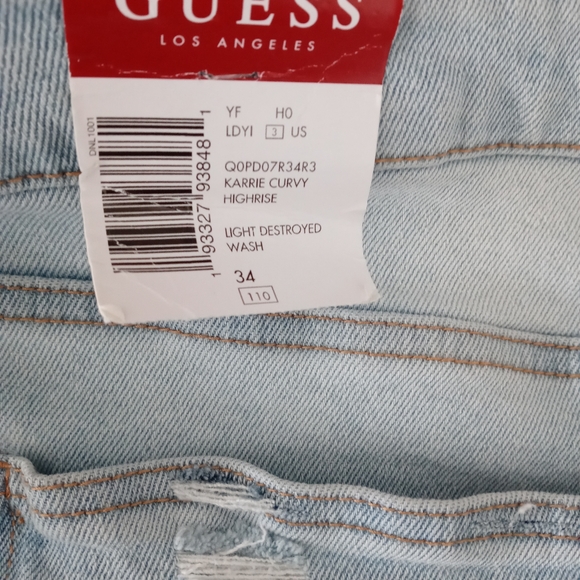 GUESS
LOS ANGELES
YF H0
LDYI 3 US
Q0PD07R34R3
KARRIE CURVY
HIGHRISE
LIGHT DESTROYED
WASH
34
110
DNL1001
1 93327 93848 1